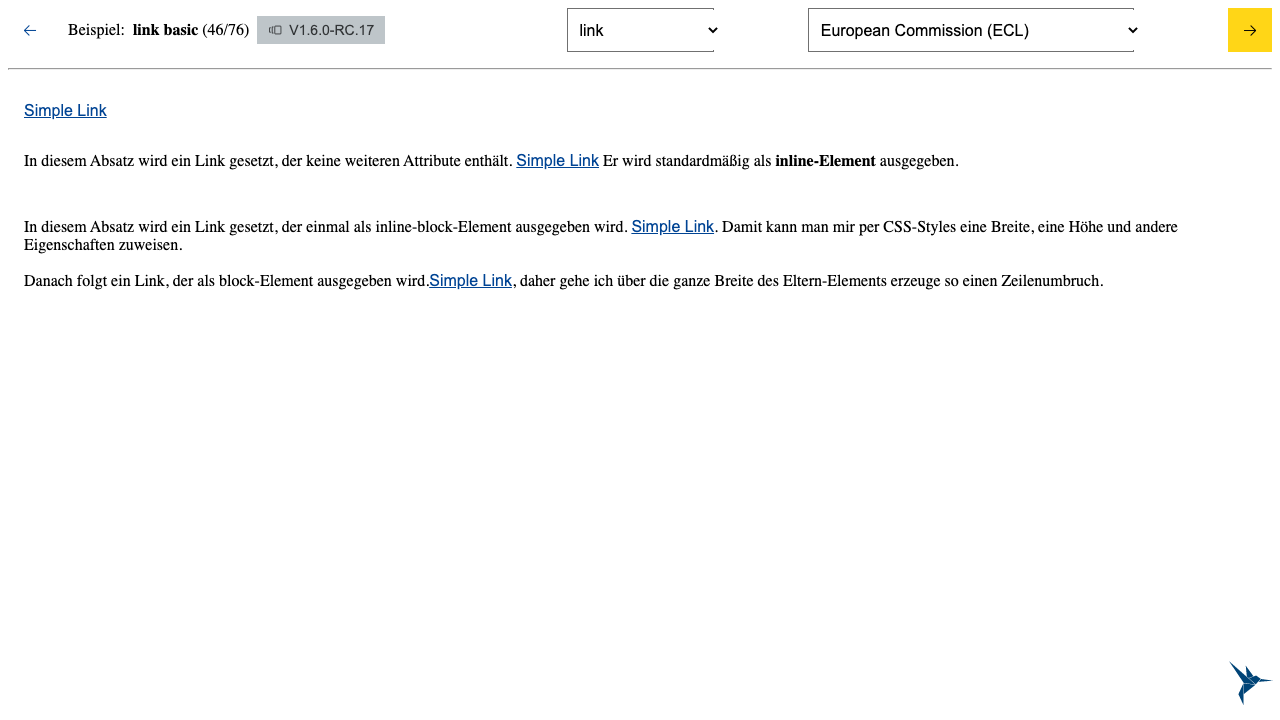 Beispiel: link basic (46/76) V1.6.0-RC.17 link European Commission (ECL)
Simple Link
In diesem Absatz wird ein Link gesetzt, der keine weiteren Attribute enthält. Simple Link Er wird standardmäßig als inline-Element ausgegeben.
In diesem Absatz wird ein Link gesetzt, der einmal als inline-block-Element ausgegeben wird. Simple Link. Damit kann man mir per CSS-Styles eine Breite, eine Höhe und andere
Eigenschaften zuweisen.
Danach folgt ein Link, der als block-Element ausgegeben wird.Simple Link, daher gehe ich über die ganze Breite des Eltern-Elements erzeuge so einen Zeilenumbruch.